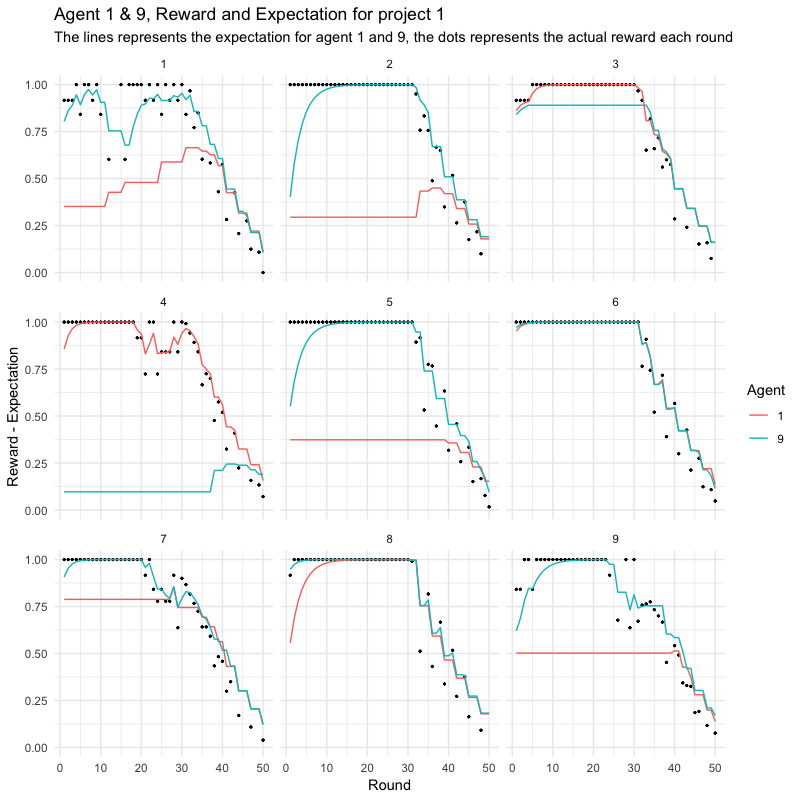 Agent 1 & 9, Reward and Expectation for project 1
The lines represents the expectation for agent 1 and 9, the dots represents the actual reward each round
1 2 3
1.00
0.75
0.50
0.25
0.00
4 5 6
1.00
0.75
0.50
0.25
0.00
Reward - Expectation
Agent
1
9
7 8 9
1.00
0.75
0.50
0.25
0.00
0 10 20 30 40 50 0 10 20 30 40 50 0 10 20 30 40 50
Round